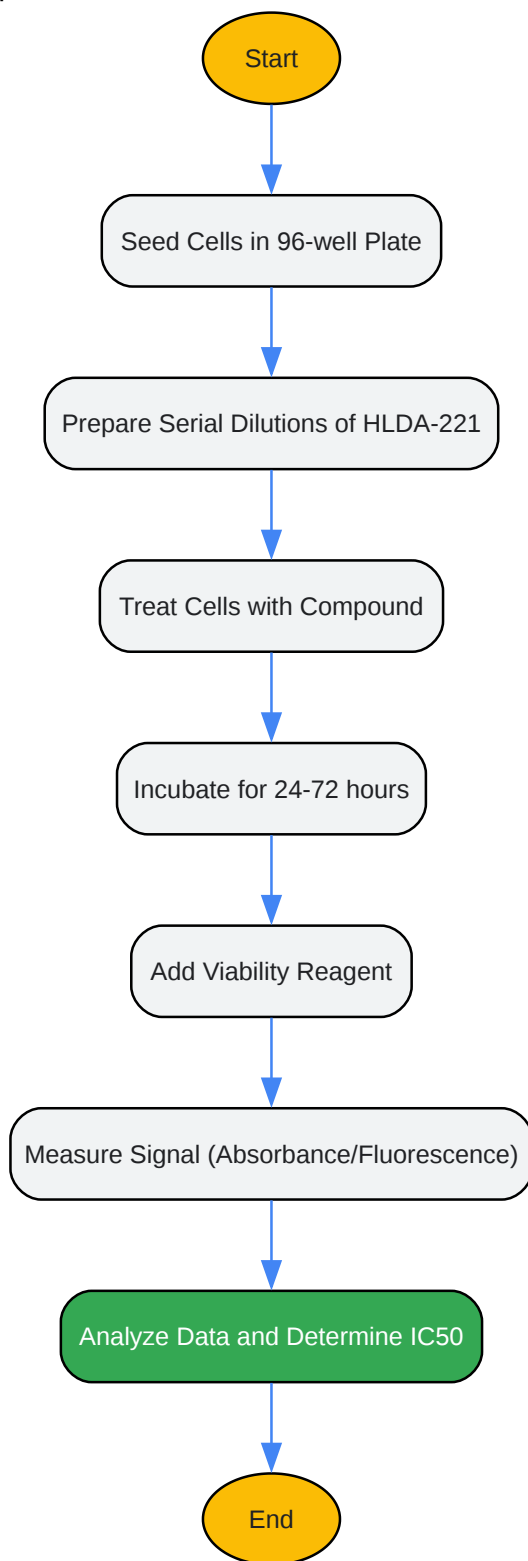 Start
Seed Cells in 96-well Plate
Prepare Serial Dilutions of HLDA-221
Treat Cells with Compound
Incubate for 24-72 hours
Add Viability Reagent
Measure Signal (Absorbance/Fluorescence)
Analyze Data and Determine IC50
End